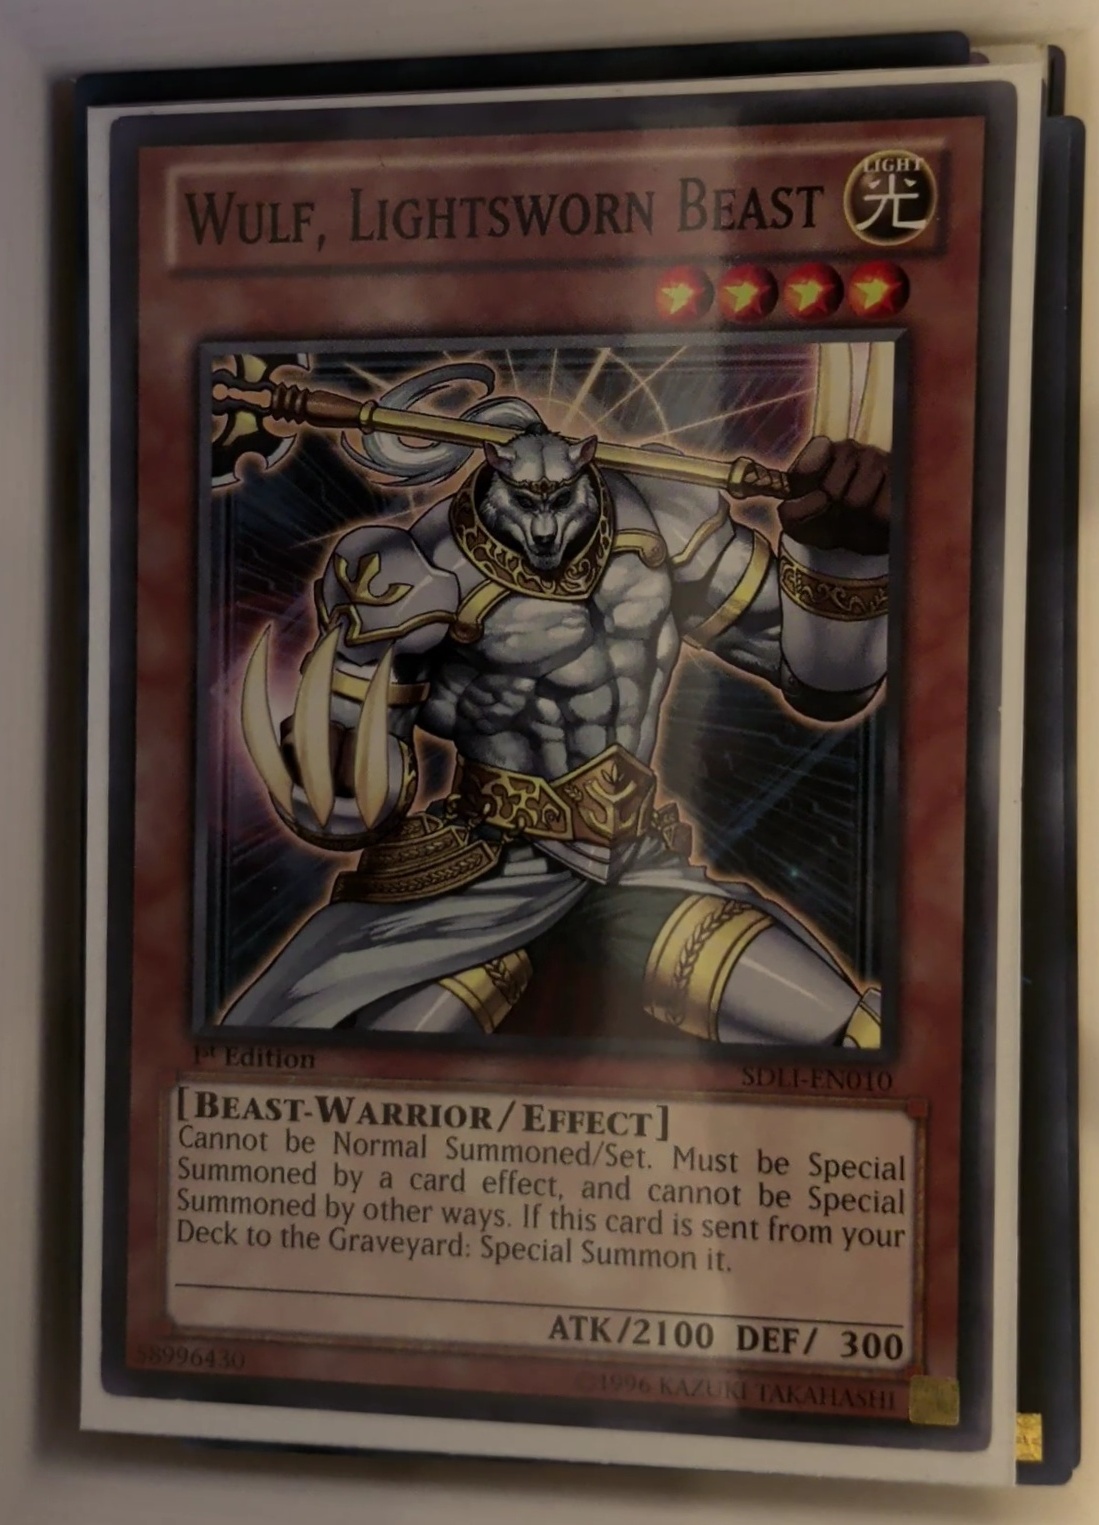 WULF, LIGHTSWORN BEAST
LIGHT
光
1st Edition
SDLI-EN010
[BEAST-WARRIOR/EFFECT]
Cannot be Normal Summoned/Set. Must be Special
Summoned by a card effect, and cannot be Special
Summoned by other ways. If this card is sent from your
Deck to the Graveyard: Special Summon it.
ATK/2100 DEF/ 300
58996430
©1996 KAZUKI TAKAHASHI